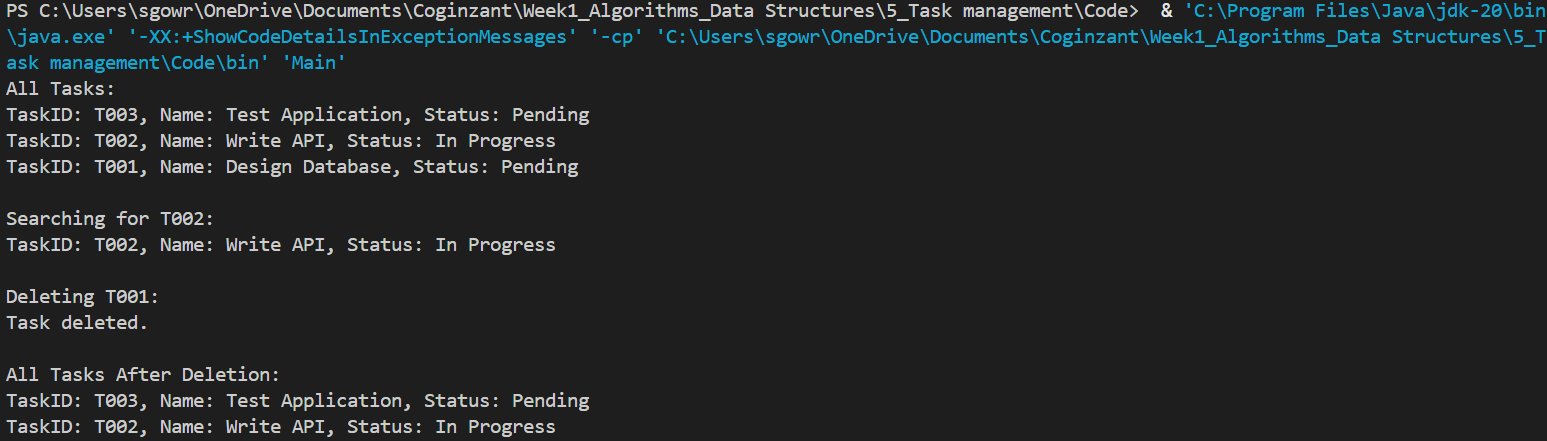 PS C:\Users\sgowr\OneDrive\Documents\Coginzant\Week1_Algorithms_Data Structures\5_Task management\Code>  & 'C:\Program Files\Java\jdk-20\bin
\java.exe' '-XX:+ShowCodeDetailsInExceptionMessages' '-cp' 'C:\Users\sgowr\OneDrive\Documents\Coginzant\Week1_Algorithms_Data Structures\5_T
ask management\Code\bin' 'Main'
All Tasks:
TaskID: T003, Name: Test Application, Status: Pending
TaskID: T002, Name: Write API, Status: In Progress
TaskID: T001, Name: Design Database, Status: Pending
Searching for T002:
TaskID: T002, Name: Write API, Status: In Progress
Deleting T001:
Task deleted.
All Tasks After Deletion:
TaskID: T003, Name: Test Application, Status: Pending
TaskID: T002, Name: Write API, Status: In Progress